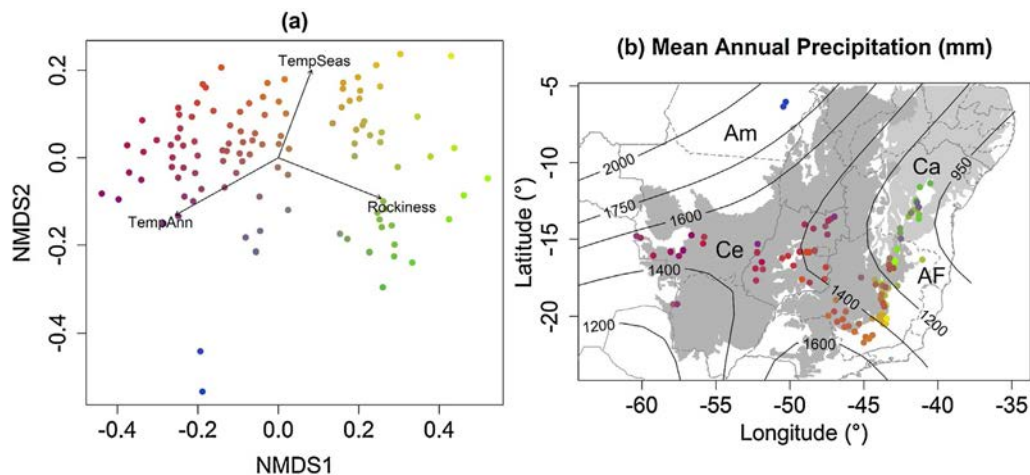 (a)
NMDS2
0.2
0.0
-0.2
-0.4
TempSeas
TempAnn
Rockiness
-0.4
-0.2
0.0
0.2
0.4
NMDS1
(b) Mean Annual Precipitation (mm)
Latitude (°)
-5
-10
-15
-20
Am
Ca
Ce
AF
2000
1750
1600
950
1400
1400
1200
1200
1600
-60
-55
-50
-45
-40
-35
Longitude (°)